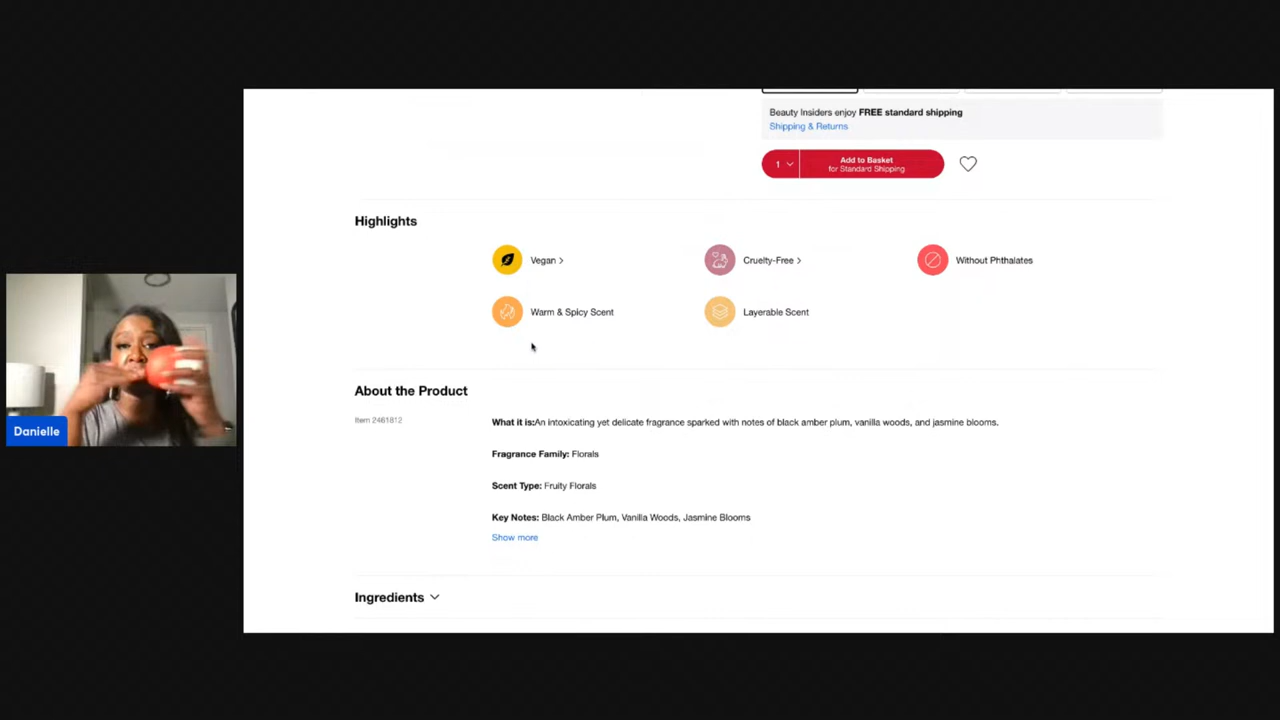 Beauty Insiders enjoy FREE standard shipping
Shipping & Returns
1
Add to Basket
for Standard Shipping
Highlights
Vegan >
Cruelty-Free >
Without Phthalates
Warm & Spicy Scent
Layerable Scent
About the Product
Item 2461812
What it is:An intoxicating yet delicate fragrance sparked with notes of black amber plum, vanilla woods, and jasmine blooms.
Fragrance Family: Florals
Scent Type: Fruity Florals
Key Notes: Black Amber Plum, Vanilla Woods, Jasmine Blooms
Show more
Ingredients
Danielle